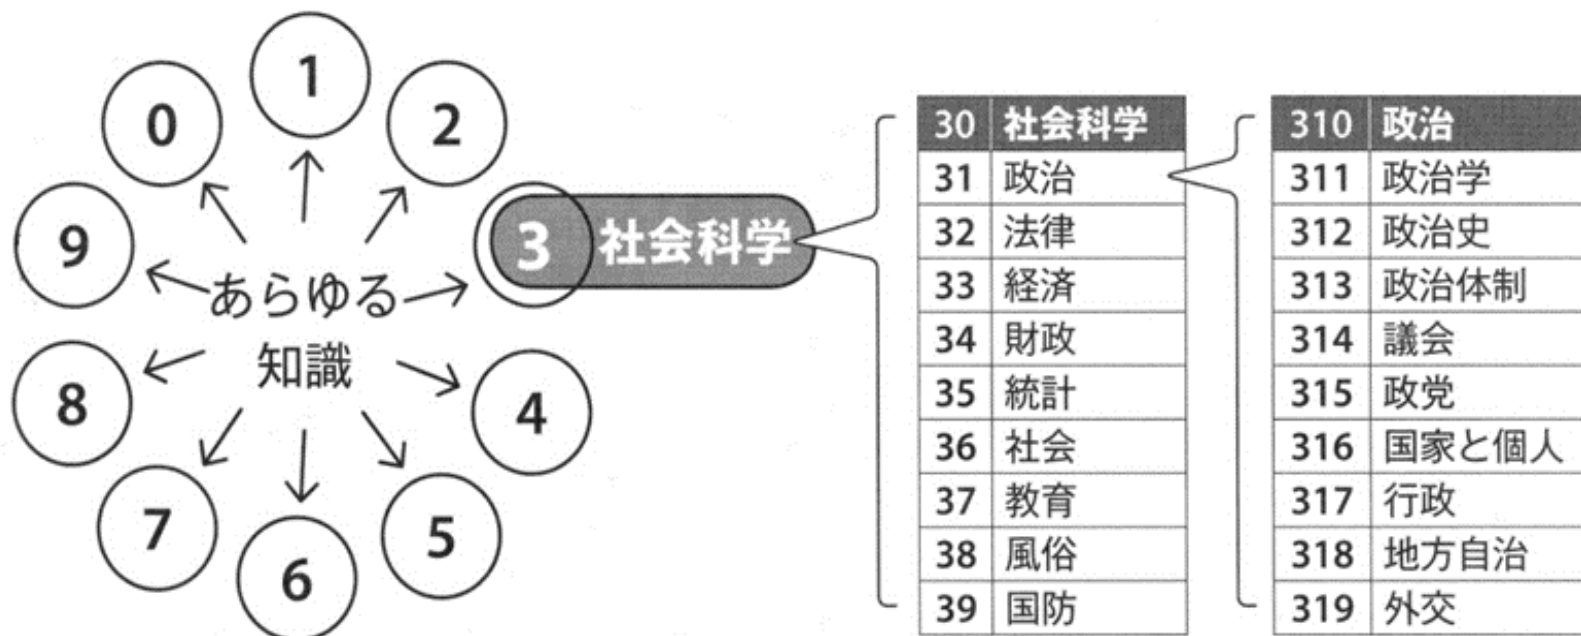 0
1
2
9
3 社会科学
あらゆる
知識
8
4
7
6
5
30 社会科学
31 政治
32 法律
33 経済
34 財政
35 統計
36 社会
37 教育
38 風俗
39 国防
310 政治
311 政治学
312 政治史
313 政治体制
314 議会
315 政党
316 国家と個人
317 行政
318 地方自治
319 外交